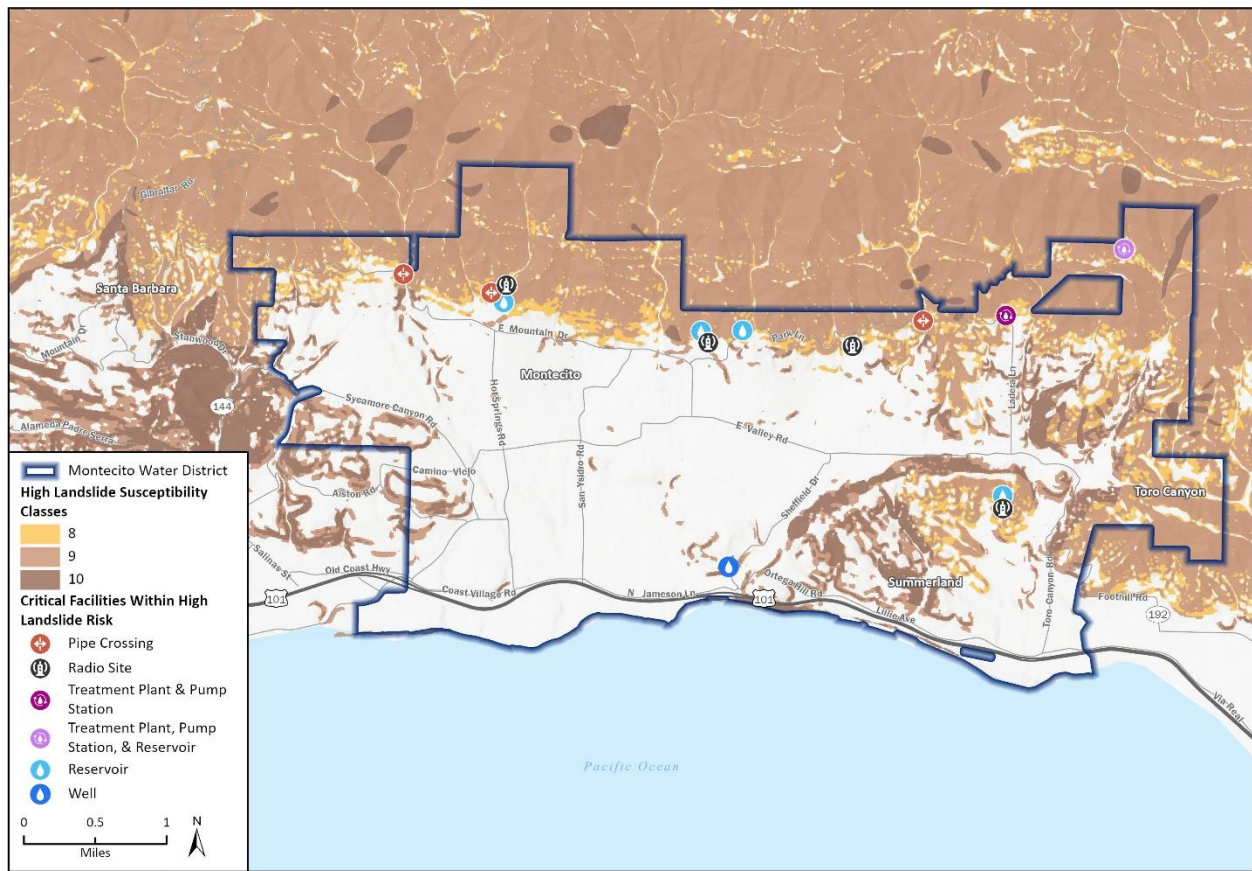 Gibraltar Rd
Santa Barbara
Stanwood Dr
Mountain Dr
144
Alameda Padre Serra
E Mountain Dr
Montecito
Park Ln
Ladera Ln
Sycamore Canyon Rd
Hot Springs Rd
San Ysidro Rd
E Valley Rd
Camino Viejo
Alston Rd
Sheffield Dr
Toro Canyon
Salinas St
Old Coast Hwy
101
Coast Village Rd
N Jameson Ln
101
Ortega Hill Rd
Summerland
Lillie Ave
Toro Canyon Rd
Foothill Rd
192
Via Real
Pacific Ocean
Montecito Water District
High Landslide Susceptibility
Classes
8
9
10
Critical Facilities Within High
Landslide Risk
Pipe Crossing
Radio Site
Treatment Plant & Pump
Station
Treatment Plant, Pump
Station, & Reservoir
Reservoir
Well
0 0.5 1
Miles
N